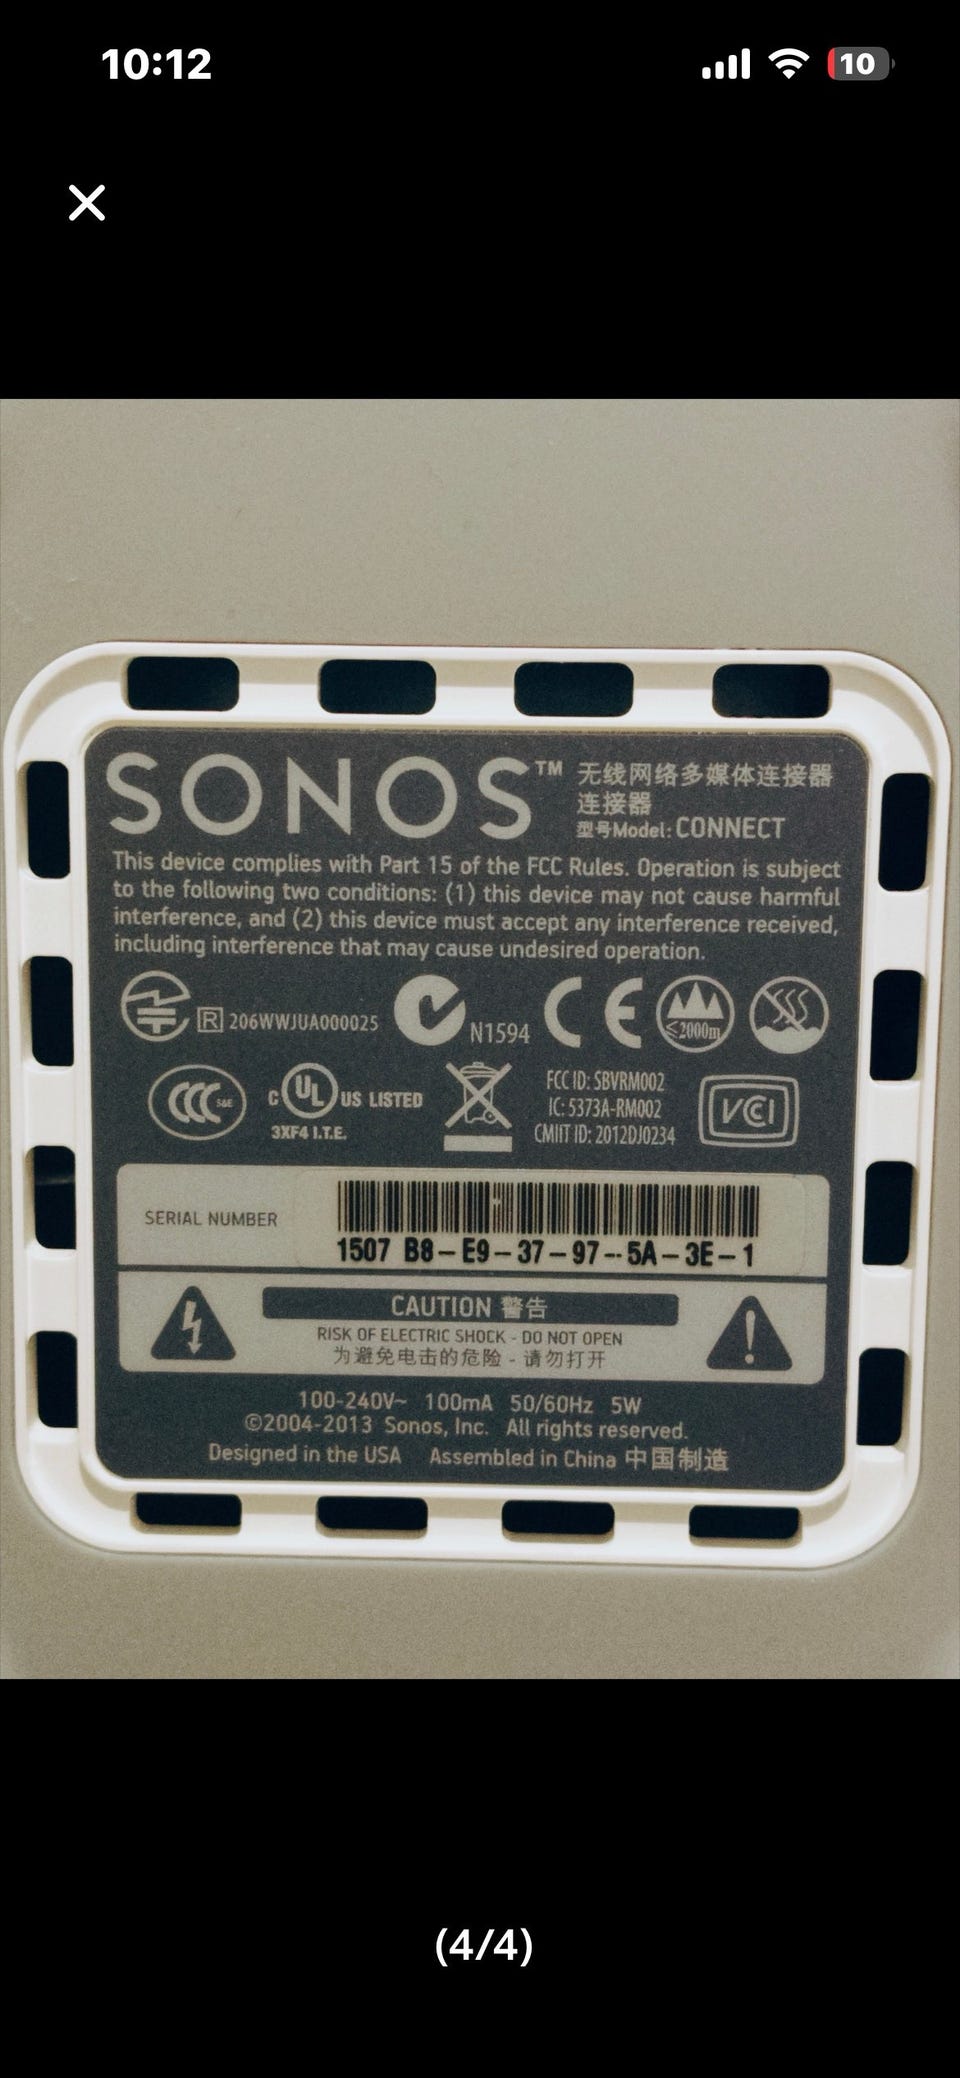 10:12
10
SONOS™ 无线网络多媒体连接器
连接器
型号Model: CONNECT
This device complies with Part 15 of the FCC Rules. Operation is subject
to the following two conditions: (1) this device may not cause harmful
interference, and (2) this device must accept any interference received,
including interference that may cause undesired operation.
R 206WWJUA000025
N1594
CE
≤2000m
CCC S&E
C UL US LISTED
3XF4 I.T.E.
FCC ID: SBVRM002
IC: 5373A-RM002
CMIIT ID: 2012DJ0234
VCI
SERIAL NUMBER
1507 B8-E9-37-97-5A-3E-1
CAUTION 警告
RISK OF ELECTRIC SHOCK - DO NOT OPEN
为避免电击的危险 - 请勿打开
100-240V~ 100mA 50/60Hz 5W
©2004-2013 Sonos, Inc. All rights reserved.
Designed in the USA Assembled in China 中国制造
(4/4)